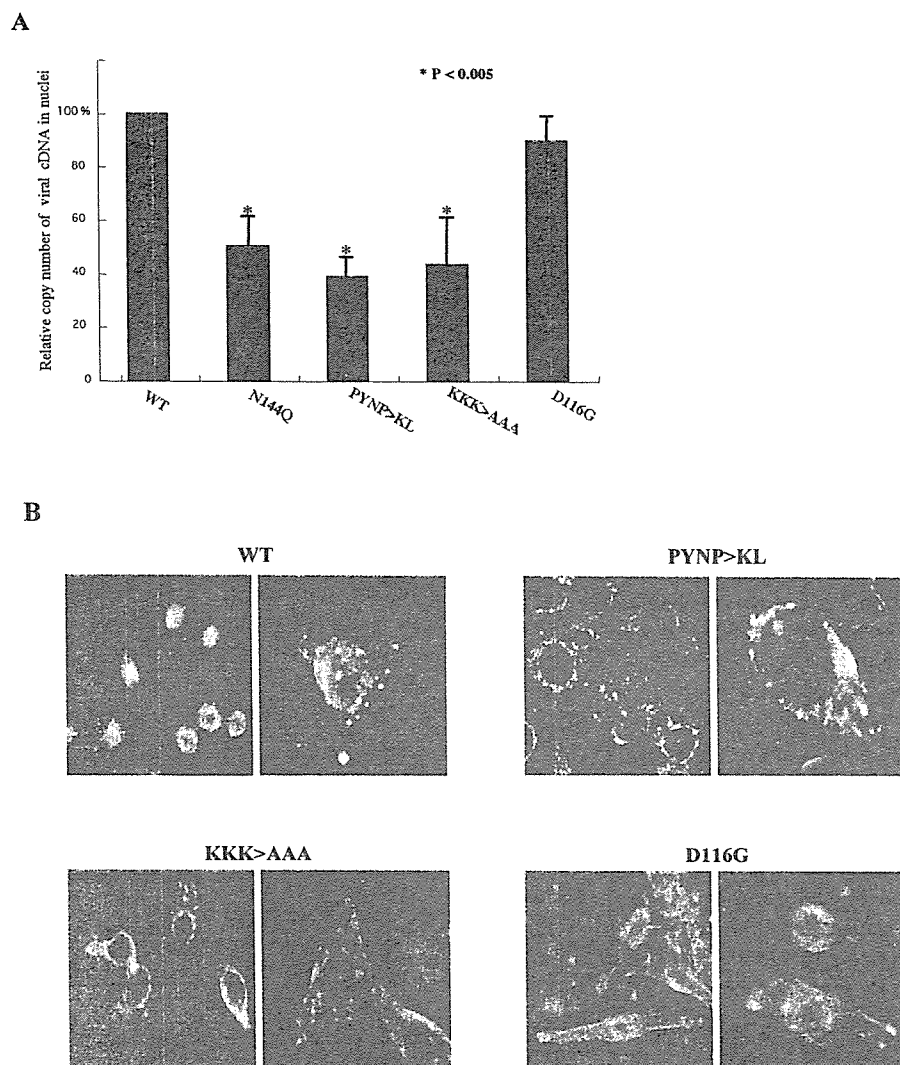 A
* P < 0.005
Relative copy number of viral cDNA in nuclei
100%
80
60
40
20
0
*
*
*
WT
N144Q
PYNP>KL
KKK>AAA
D116G
B
WT
PYNP>KL
KKK>AAA
D116G